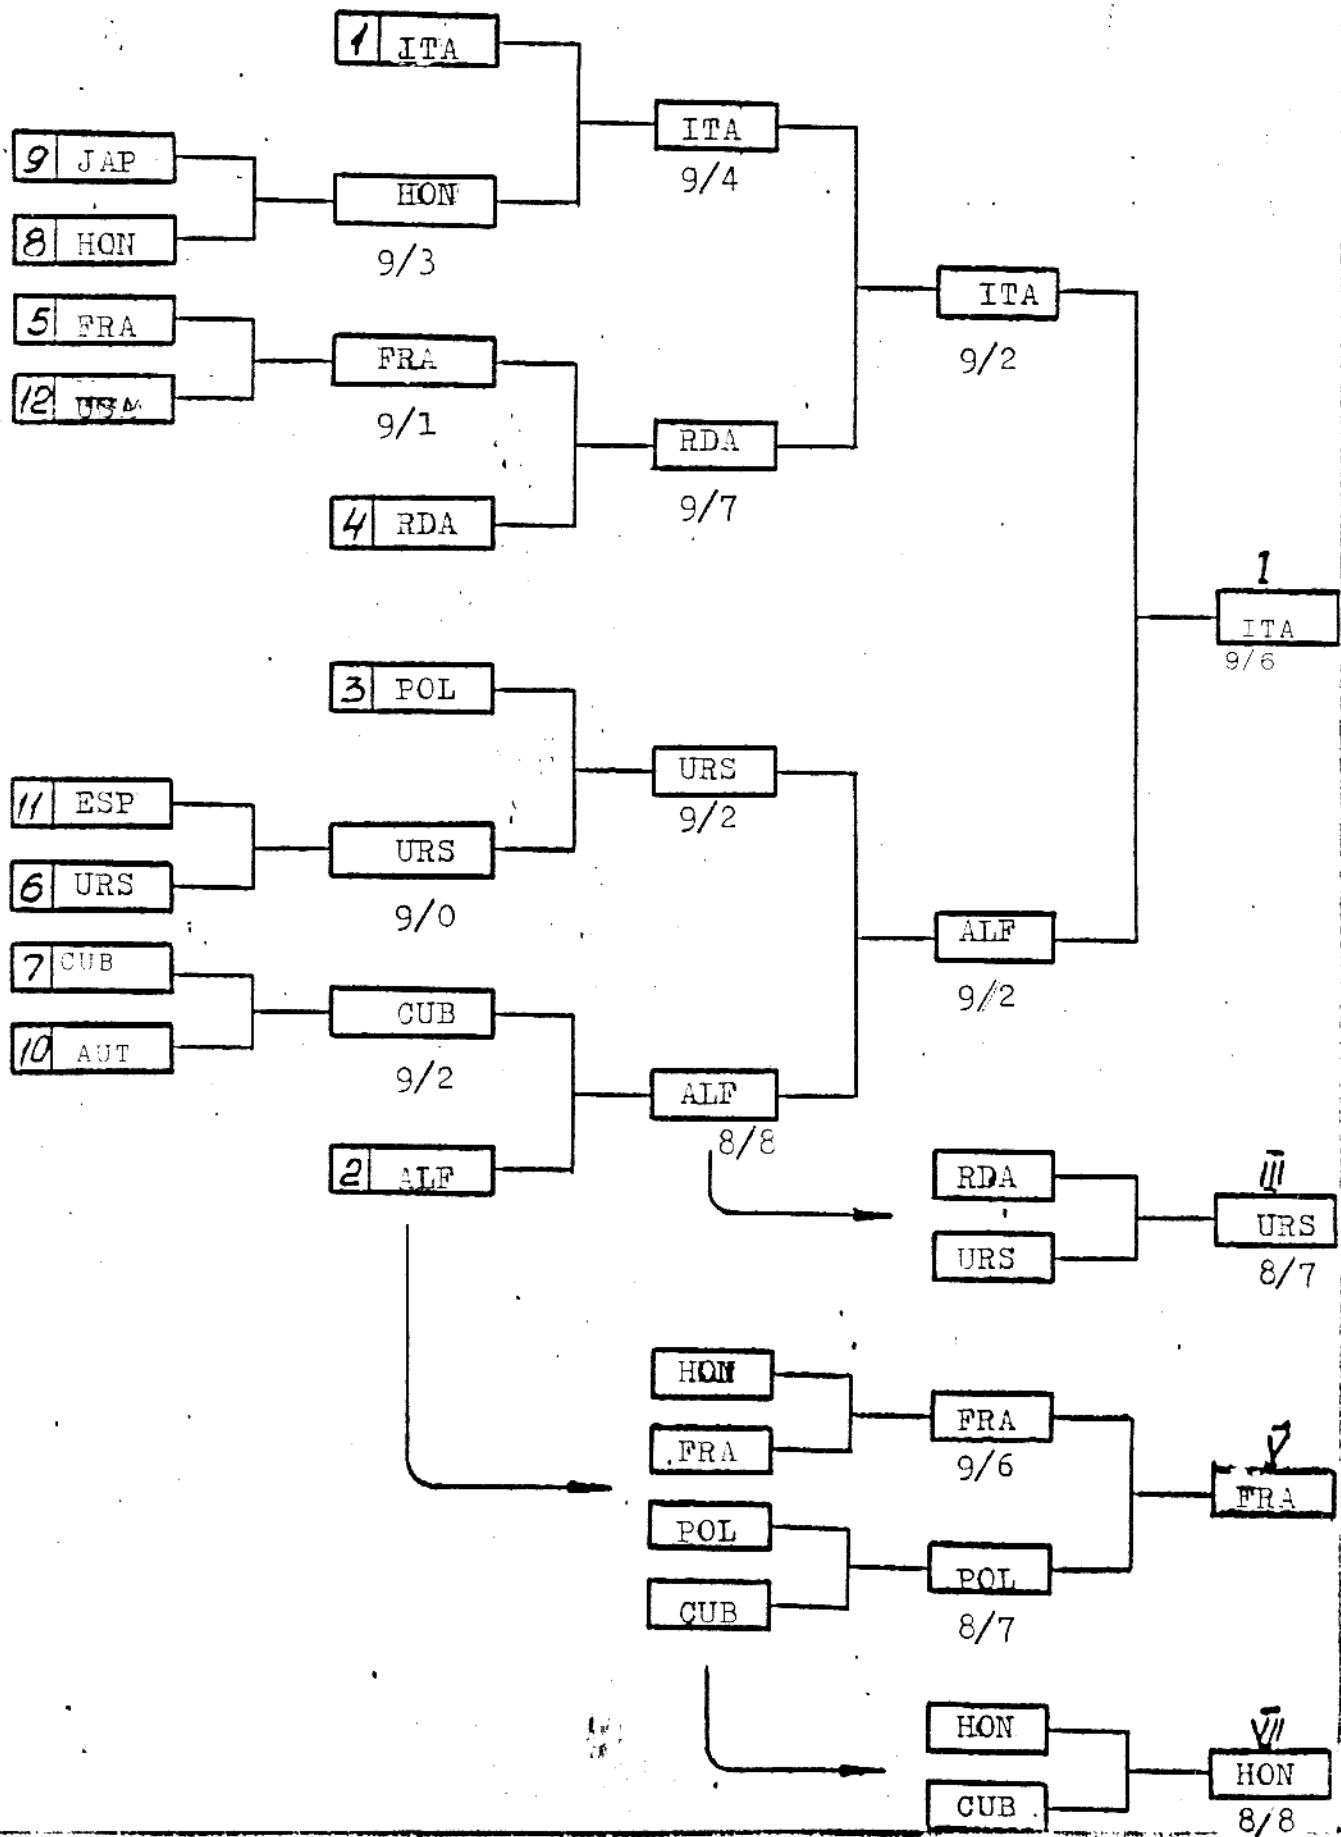 1 ITA
ITA
9/4
9 JAP
HON
8 HON
9/3
ITA
9/2
5 FRA
FRA
12 USA
9/1
RDA
9/7
4 RDA
I
ITA
9/6
3 POL
URS
9/2
11 ESP
URS
6 URS
9/0
ALF
9/2
7 CUB
CUB
10 AUT
9/2
ALF
8/8
2 ALF
RDA
III
URS
URS
8/7
HON
FRA
FRA
9/6
V
FRA
POL
POL
CUB
8/7
HON
VII
HON
CUB
8/8